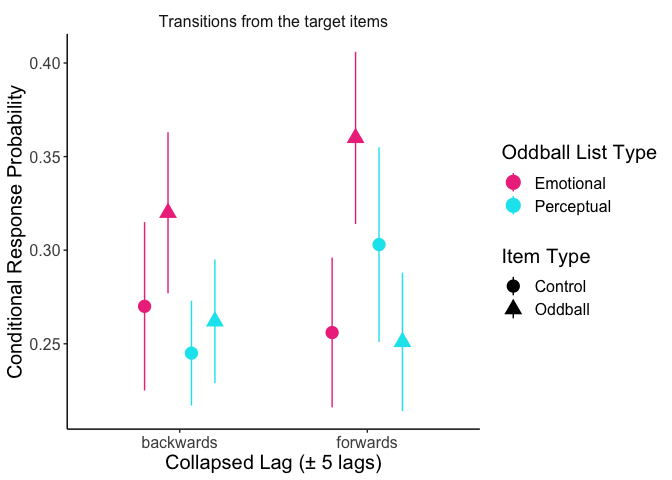 Transitions from the target items
Conditional Response Probability
0.40
0.35
0.30
0.25
backwards
forwards
Collapsed Lag (± 5 lags)
Oddball List Type
Emotional
Perceptual
Item Type
Control
Oddball